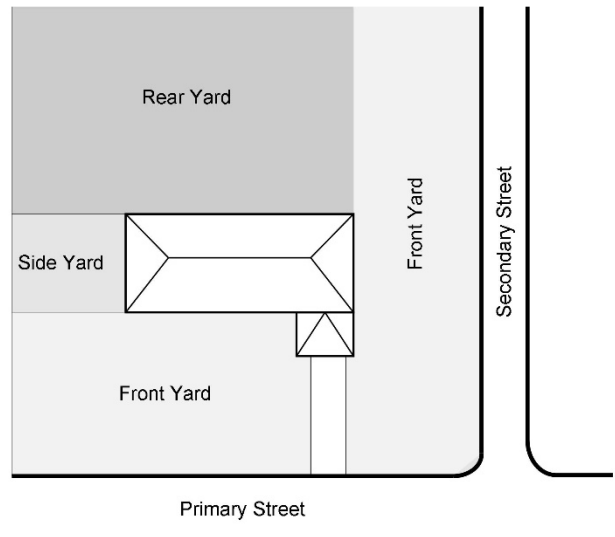 Rear Yard
Front Yard
Secondary Street
Side Yard
Front Yard
Primary Street